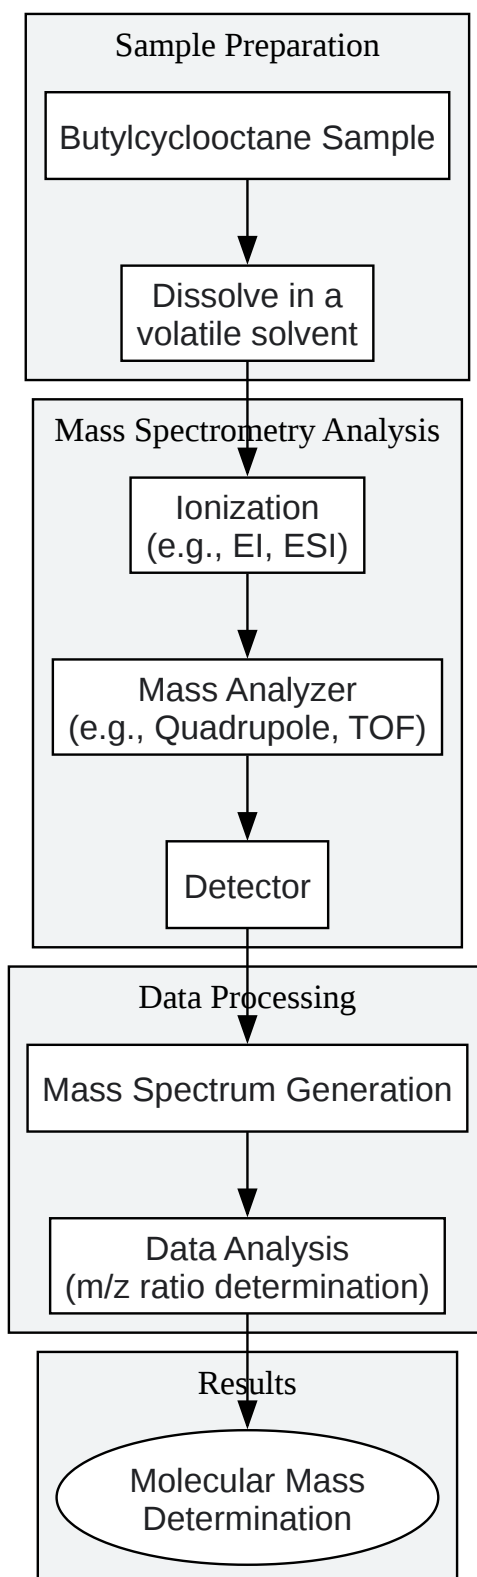 Sample Preparation
Butylcyclooctane Sample
Dissolve in a
volatile solvent
Mass Spectrometry Analysis
Ionization
(e.g., EI, ESI)
Mass Analyzer
(e.g., Quadrupole, TOF)
Detector
Data Processing
Mass Spectrum Generation
Data Analysis
(m/z ratio determination)
Results
Molecular Mass
Determination